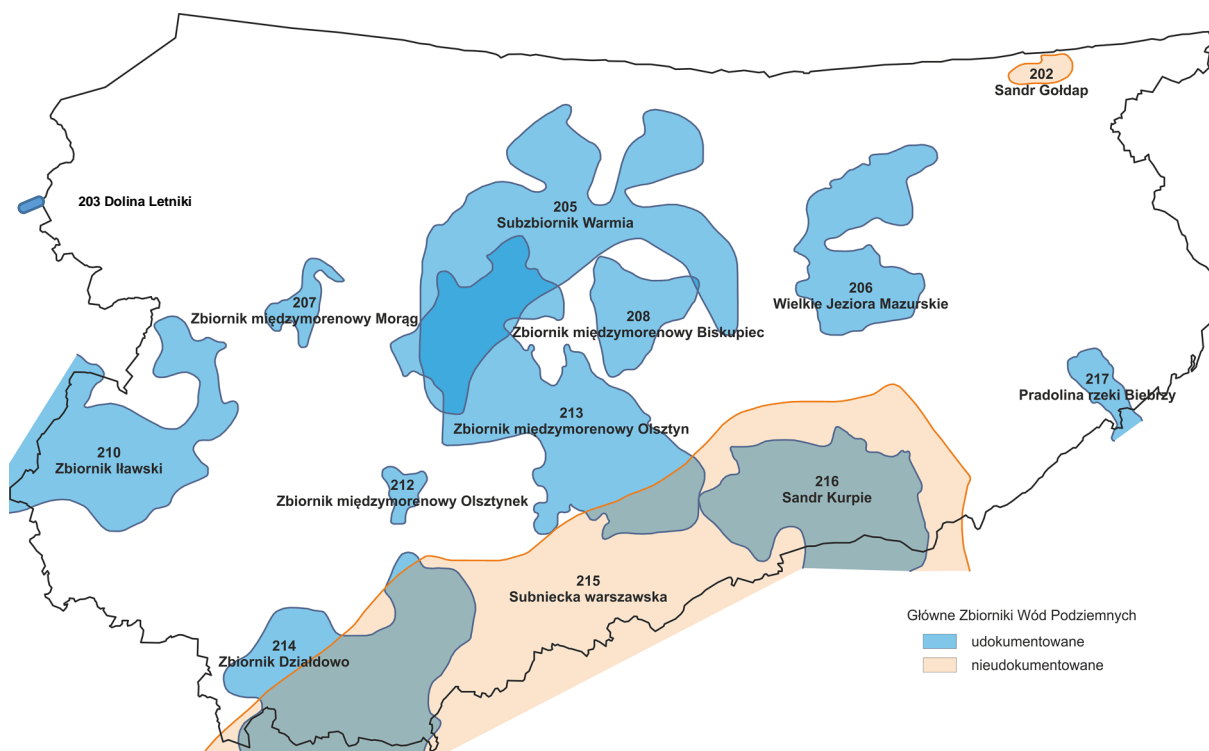 202
Sandr Gołdap
203 Dolina Letniki
205
Subzbiornik Warmia
206
Wielkie Jeziora Mazurskie
207
Zbiornik międzymorenowy Morąg
208
Zbiornik międzymorenowy Biskupiec
217
Pradolina rzeki Biebrzy
213
Zbiornik międzymorenowy Olsztyn
210
Zbiornik Iławski
212
Zbiornik międzymorenowy Olsztynek
216
Sandr Kurpie
215
Subniecka warszawska
214
Zbiornik Działdowo
Główne Zbiorniki Wód Podziemnych
udokumentowane
nieudokumentowane